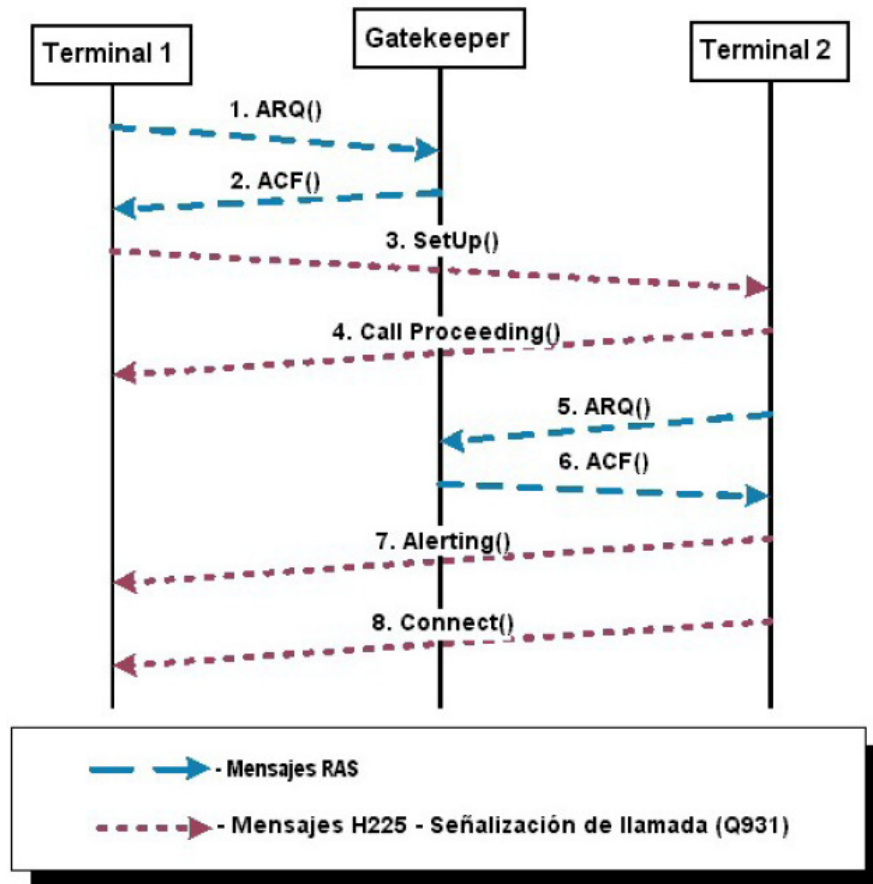 Terminal 1
Gatekeeper
Terminal 2
1. ARQ()
2. ACF()
3. SetUp()
4. Call Proceeding()
5. ARQ()
6. ACF()
7. Alerting()
8. Connect()
- Mensajes RAS
- Mensajes H225 - Señalización de llamada (Q931)